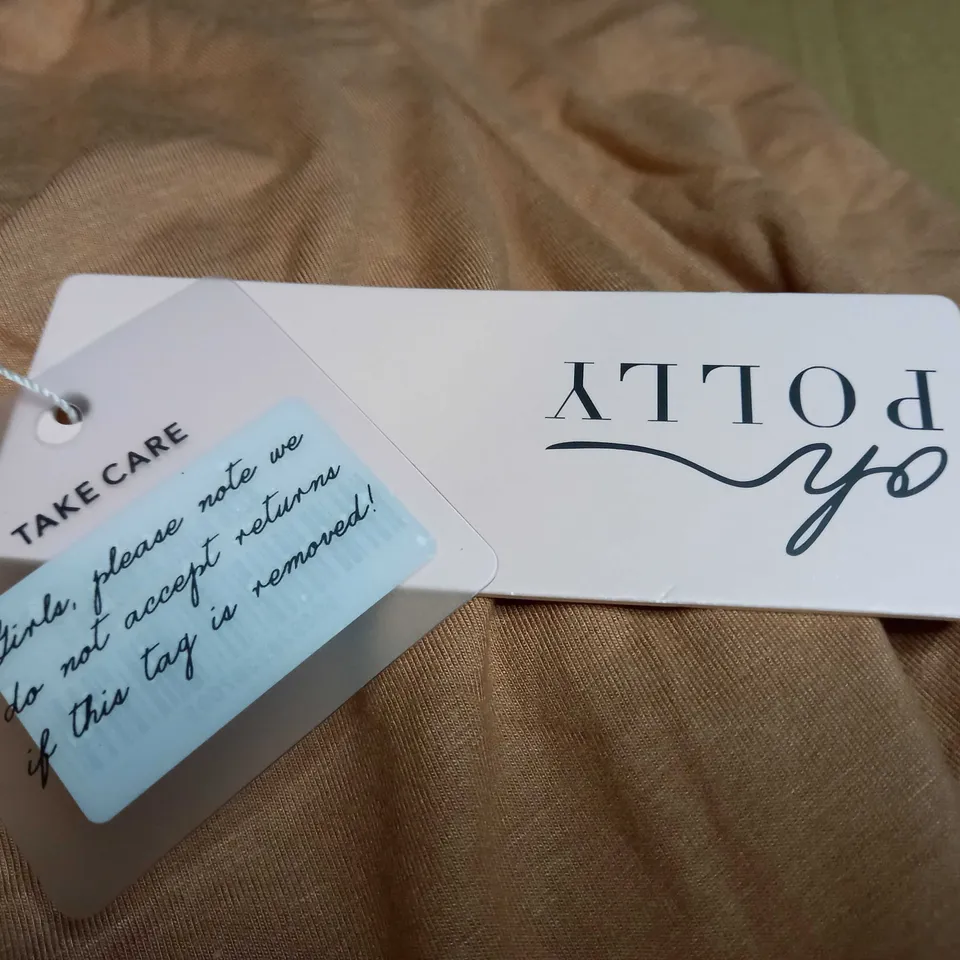 TAKE CARE
Girls, please note we
do not accept returns
if this tag is removed!
oh
POLLY